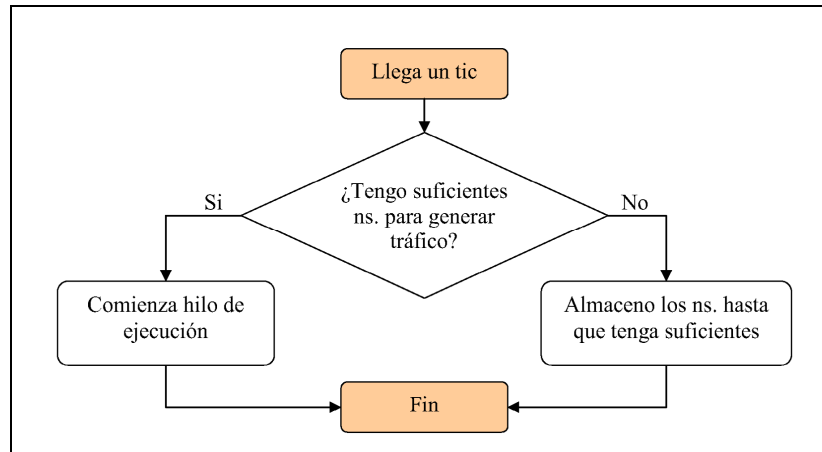 Llega un tic
¿Tengo suficientes
ns. para generar
tráfico?
Si
No
Comienza hilo de
ejecución
Almaceno los ns. hasta
que tenga suficientes
Fin